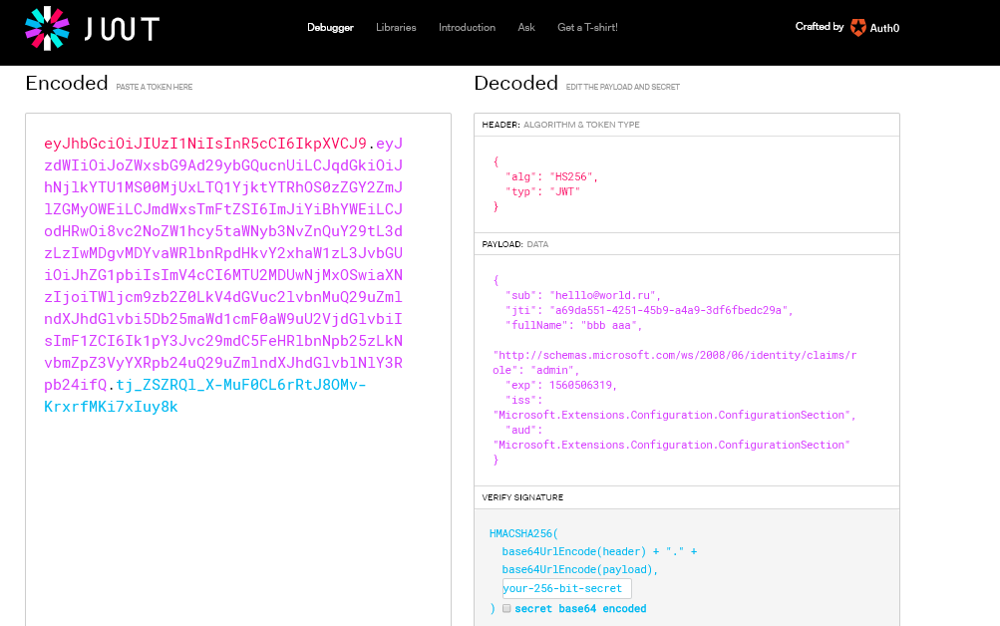 JWT
Debugger Libraries Introduction Ask Get a T-shirt!
Crafted by Auth0
Encoded PASTE A TOKEN HERE
eyJhbGciOiJIUzI1NiIsInR5cCI6IkpXVCJ9.eyJ
zdWIiOiJoZWxsbG9Ad29ybGQucnUiLCJqdGkiOiJ
hNjlkYTU1MS00MjUxLTQ1YjktYTRhOS0zZGY2ZmJ
lZGMyOWEiLCJmdWxsTmFtZSI6ImJiYiBhYWEiLCJ
odHRwOi8vc2NoZW1hcy5taWNyb3NvZnQuY29tL3d
zLzIwMDgvMDYvaWRlbnRpdHkvY2xhaW1zL3JvbGU
iOiJhZG1pbiIsImV4cCI6MTU2MDUwNjMxOSwiaXN
zIjoiTWljcm9zb2Z0LkV4dGVuc2lvbnMuQ29uZml
ndXJhdGlvbi5Db25maWd1cmF0aW9uU2VjdGlvbiI
sImF1ZCI6Ik1pY3Jvc29mdC5FeHRlbnNpb25zLkN
vbmZpZ3VyYXRpb24uQ29uZmlndXJhdGlvblNlY3R
pb24ifQ.tj_ZSZRQl_X-MuF0CL6rRtJ8OMv-
KrxrfMKi7xIuy8k
Decoded EDIT THE PAYLOAD AND SECRET
HEADER: ALGORITHM & TOKEN TYPE
{
"alg": "HS256",
"typ": "JWT"
}
PAYLOAD: DATA
{
"sub": "helllo@world.ru",
"jti": "a69da551-4251-45b9-a4a9-3df6fbedc29a",
"fullName": "bbb aaa",
"http://schemas.microsoft.com/ws/2008/06/identity/claims/r
ole": "admin",
"exp": 1560506319,
"iss":
"Microsoft.Extensions.Configuration.ConfigurationSection",
"aud":
"Microsoft.Extensions.Configuration.ConfigurationSection"
}
VERIFY SIGNATURE
HMACSHA256(
base64UrlEncode(header) + "." +
base64UrlEncode(payload),
your-256-bit-secret
) secret base64 encoded